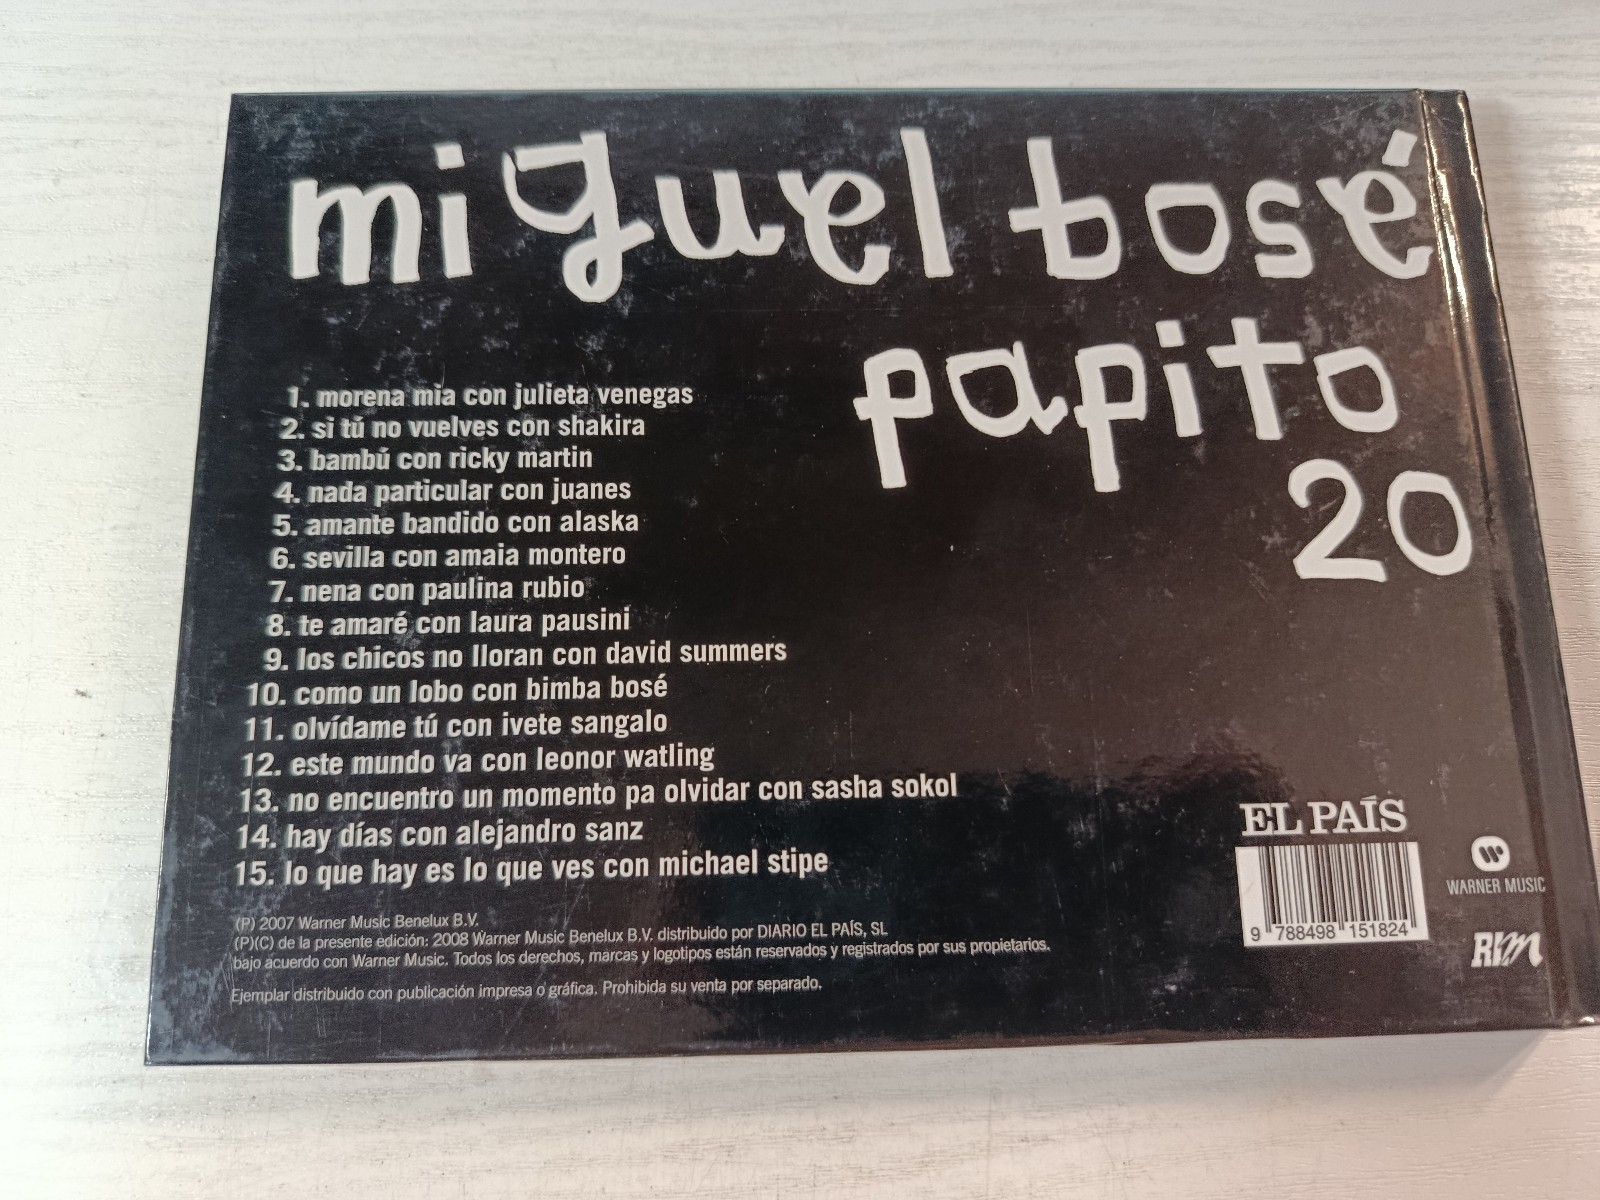 miguel bosé
papito
20
1. morena mia con julieta venegas
2. si tú no vuelves con shakira
3. bambú con ricky martin
4. nada particular con juanes
5. amante bandido con alaska
6. sevilla con amaia montero
7. nena con paulina rubio
8. te amaré con laura pausini
9. los chicos no lloran con david summers
10. como un lobo con bimba bosé
11. olvídame tú con ivete sangalo
12. este mundo va con leonor watling
13. no encuentro un momento pa olvidar con sasha sokol
14. hay días con alejandro sanz
15. lo que hay es lo que ves con michael stipe
(P) 2007 Warner Music Benelux B.V.
(P)(C) de la presente edición: 2008 Warner Music Benelux B.V. distribuido por DIARIO EL PAÍS, SL
bajo acuerdo con Warner Music. Todos los derechos, marcas y logotipos están reservados y registrados por sus propietarios.
Ejemplar distribuido con publicación impresa o gráfica. Prohibida su venta por separado.
EL PAÍS
9 788498 151824
WARNER MUSIC
RLM